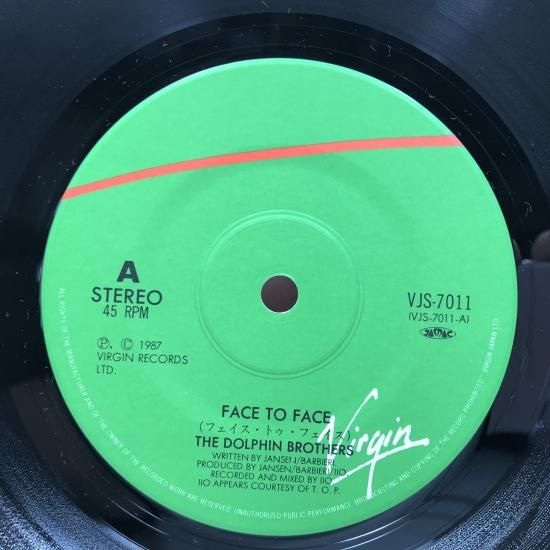 A
STEREO
45 RPM
Ⓟ, © 1987
VIRGIN RECORDS
LTD.
VJS-7011
(VJS-7011-A)
JASRAC
FACE TO FACE
(フェイス・トゥ・フェイス)
THE DOLPHIN BROTHERS
WRITTEN BY JANSEN/BARBIERI
PRODUCED BY JANSEN/BARBIERI/IIO
RECORDED AND MIXED BY IIO
IIO APPEARS COURTESY OF T. O. P.
Virgin
ALL RIGHTS OF THE MANUFACTURER AND OF THE OWNER OF THE RECORDED WORK ARE RESERVED. UNAUTHORIZED PUBLIC PERFORMANCE, BROADCASTING AND COPYING OF THE RECORD PROHIBITED. VIRGIN JAPAN LTD.